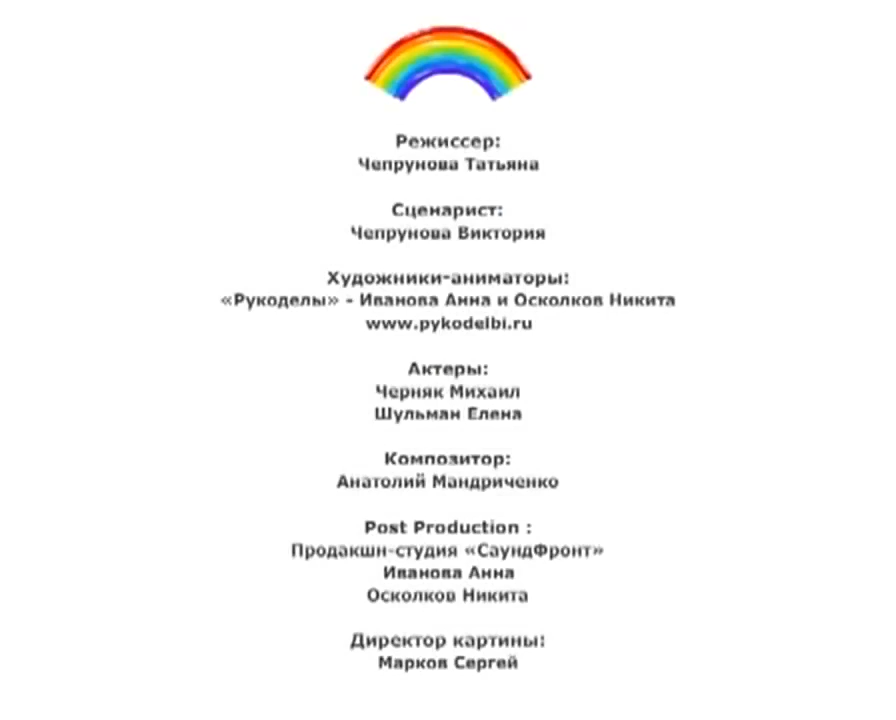 Режиссер:
Чепрунова Татьяна
Сценарист:
Чепрунова Виктория
Художники-аниматоры:
«Рукоделы» - Иванова Анна и Осколков Никита
www.pykodelbi.ru
Актеры:
Черняк Михаил
Шульман Елена
Композитор:
Анатолий Мандриченко
Post Production :
Продакшн-студия «СаундФронт»
Иванова Анна
Осколков Никита
Директор картины:
Марков Сергей